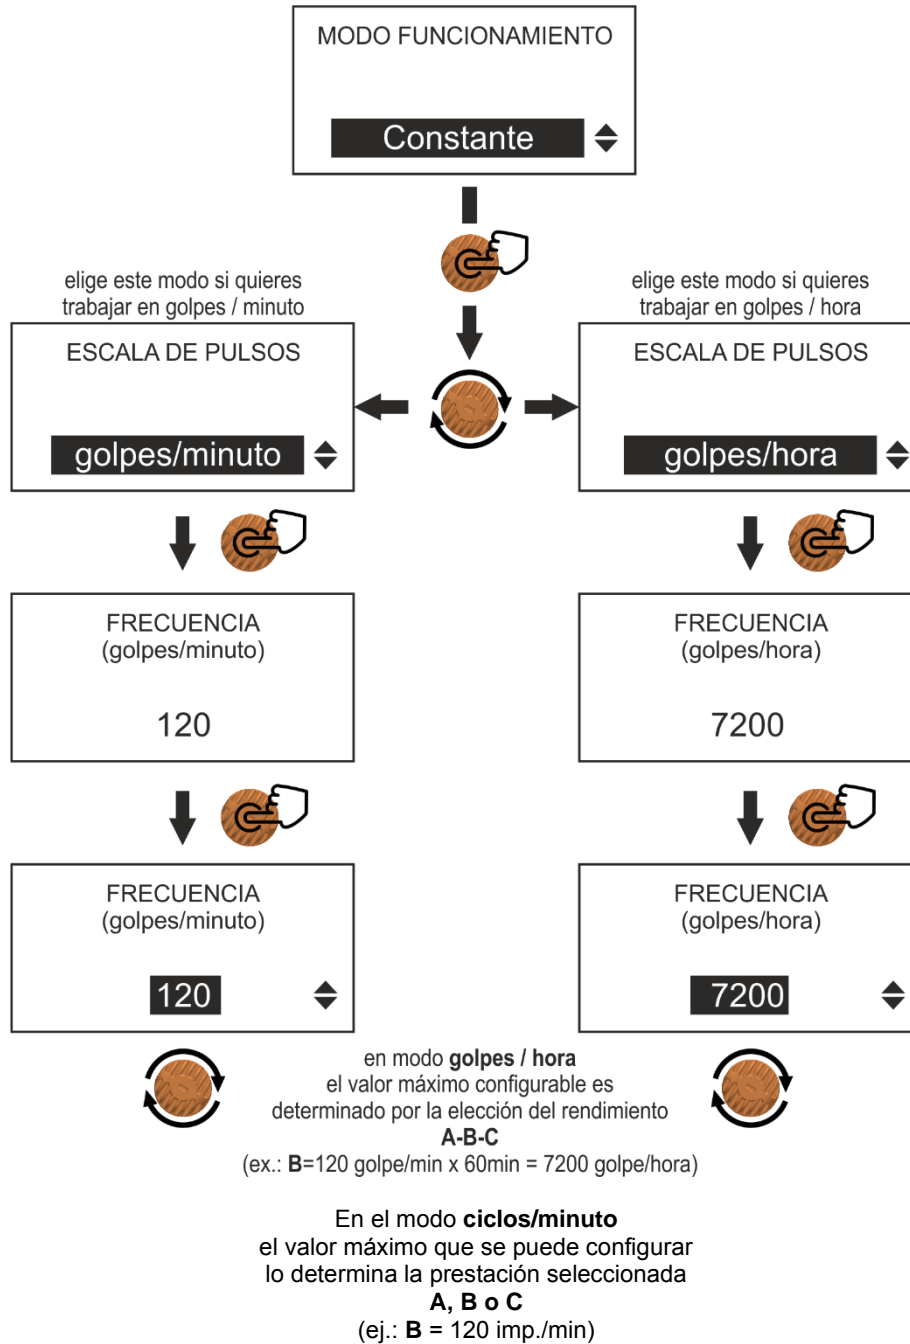 MODO FUNCIONAMIENTO
Constante
elige este modo si quieres
trabajar en golpes / minuto
ESCALA DE PULSOS
golpes/minuto
elige este modo si quieres
trabajar en golpes / hora
ESCALA DE PULSOS
golpes/hora
FRECUENCIA
(golpes/minuto)
120
FRECUENCIA
(golpes/hora)
7200
FRECUENCIA
(golpes/minuto)
120
FRECUENCIA
(golpes/hora)
7200
en modo golpes / hora
el valor máximo configurable es
determinado por la elección del rendimiento
A-B-C
(ex.: B=120 golpe/min x 60min = 7200 golpe/hora)
En el modo ciclos/minuto
el valor máximo que se puede configurar
lo determina la prestación seleccionada
A, B o C
(ej.: B = 120 imp./min)